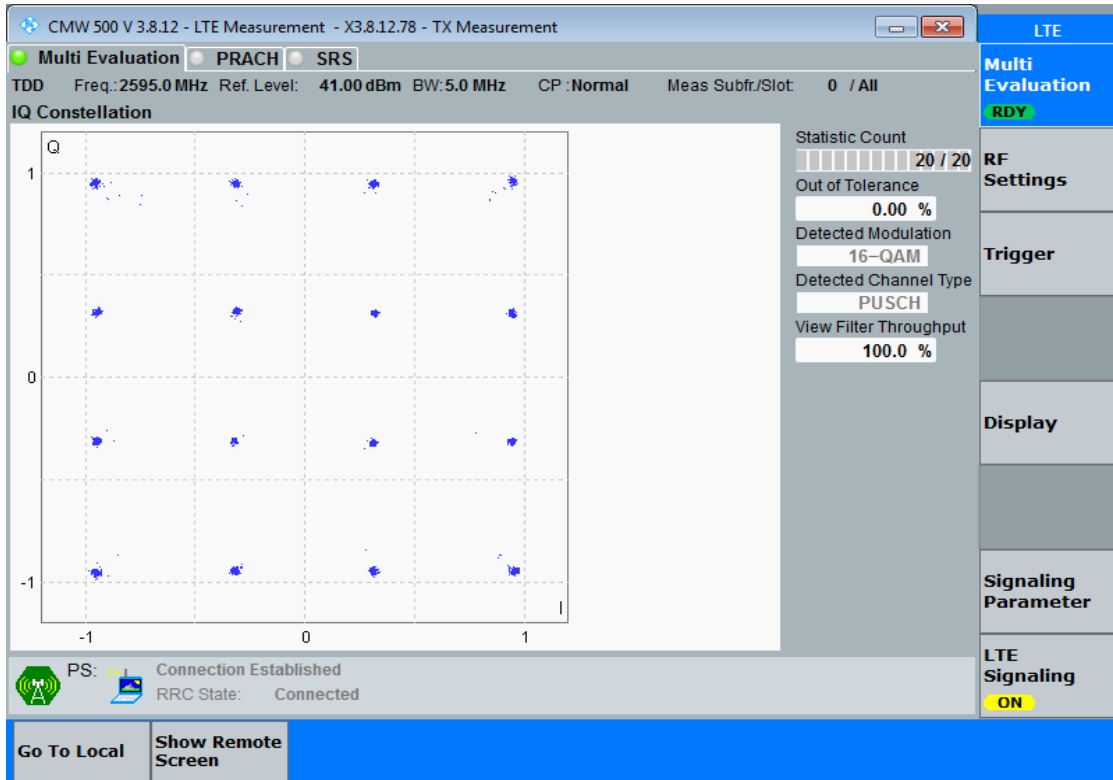 CMW 500 V 3.8.12 - LTE Measurement - X3.8.12.78 - TX Measurement
LTE
Multi Evaluation PRACH SRS
Multi
Evaluation
RDY
TDD Freq.:2595.0 MHz Ref. Level: 41.00 dBm BW:5.0 MHz CP :Normal Meas Subfr./Slot: 0 / All
IQ Constellation
Q
1
0
-1
-1 0 1
I
Statistic Count
20 / 20
Out of Tolerance
0.00 %
Detected Modulation
16-QAM
Detected Channel Type
PUSCH
View Filter Throughput
100.0 %
RF
Settings
Trigger
Display
Signaling
Parameter
LTE
Signaling
ON
PS: Connection Established
RRC State: Connected
Go To Local
Show Remote
Screen